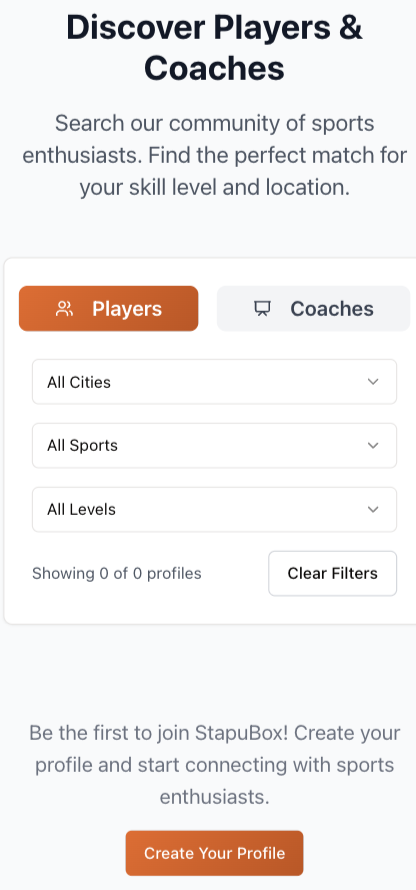 Discover Players &
Coaches
Search our community of sports
enthusiasts. Find the perfect match for
your skill level and location.
Players
Coaches
All Cities
All Sports
All Levels
Showing 0 of 0 profiles
Clear Filters
Be the first to join StapuBox! Create your
profile and start connecting with sports
enthusiasts.
Create Your Profile